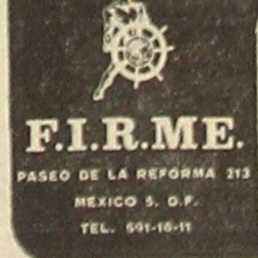 F.I.R.ME.
PASEO DE LA REFORMA 213
MEXICO 5. D.F.
TEL. 591-16-11